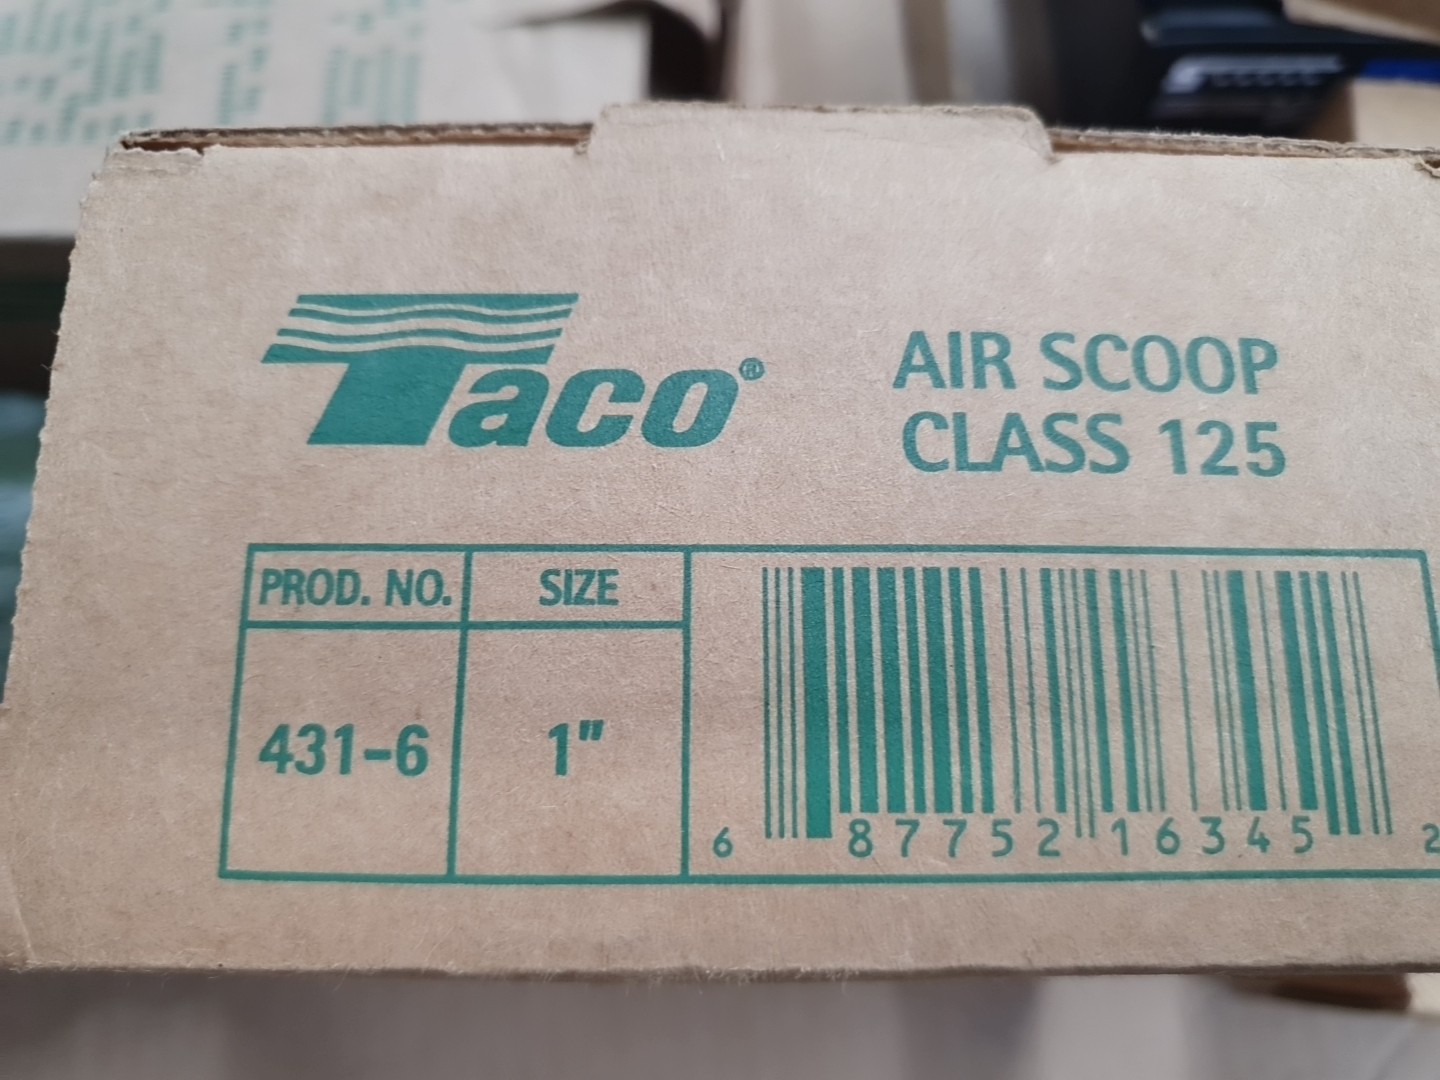 Taco®
AIR SCOOP
CLASS 125
PROD. NO.
SIZE
431-6
1"
6 87752 16345 2